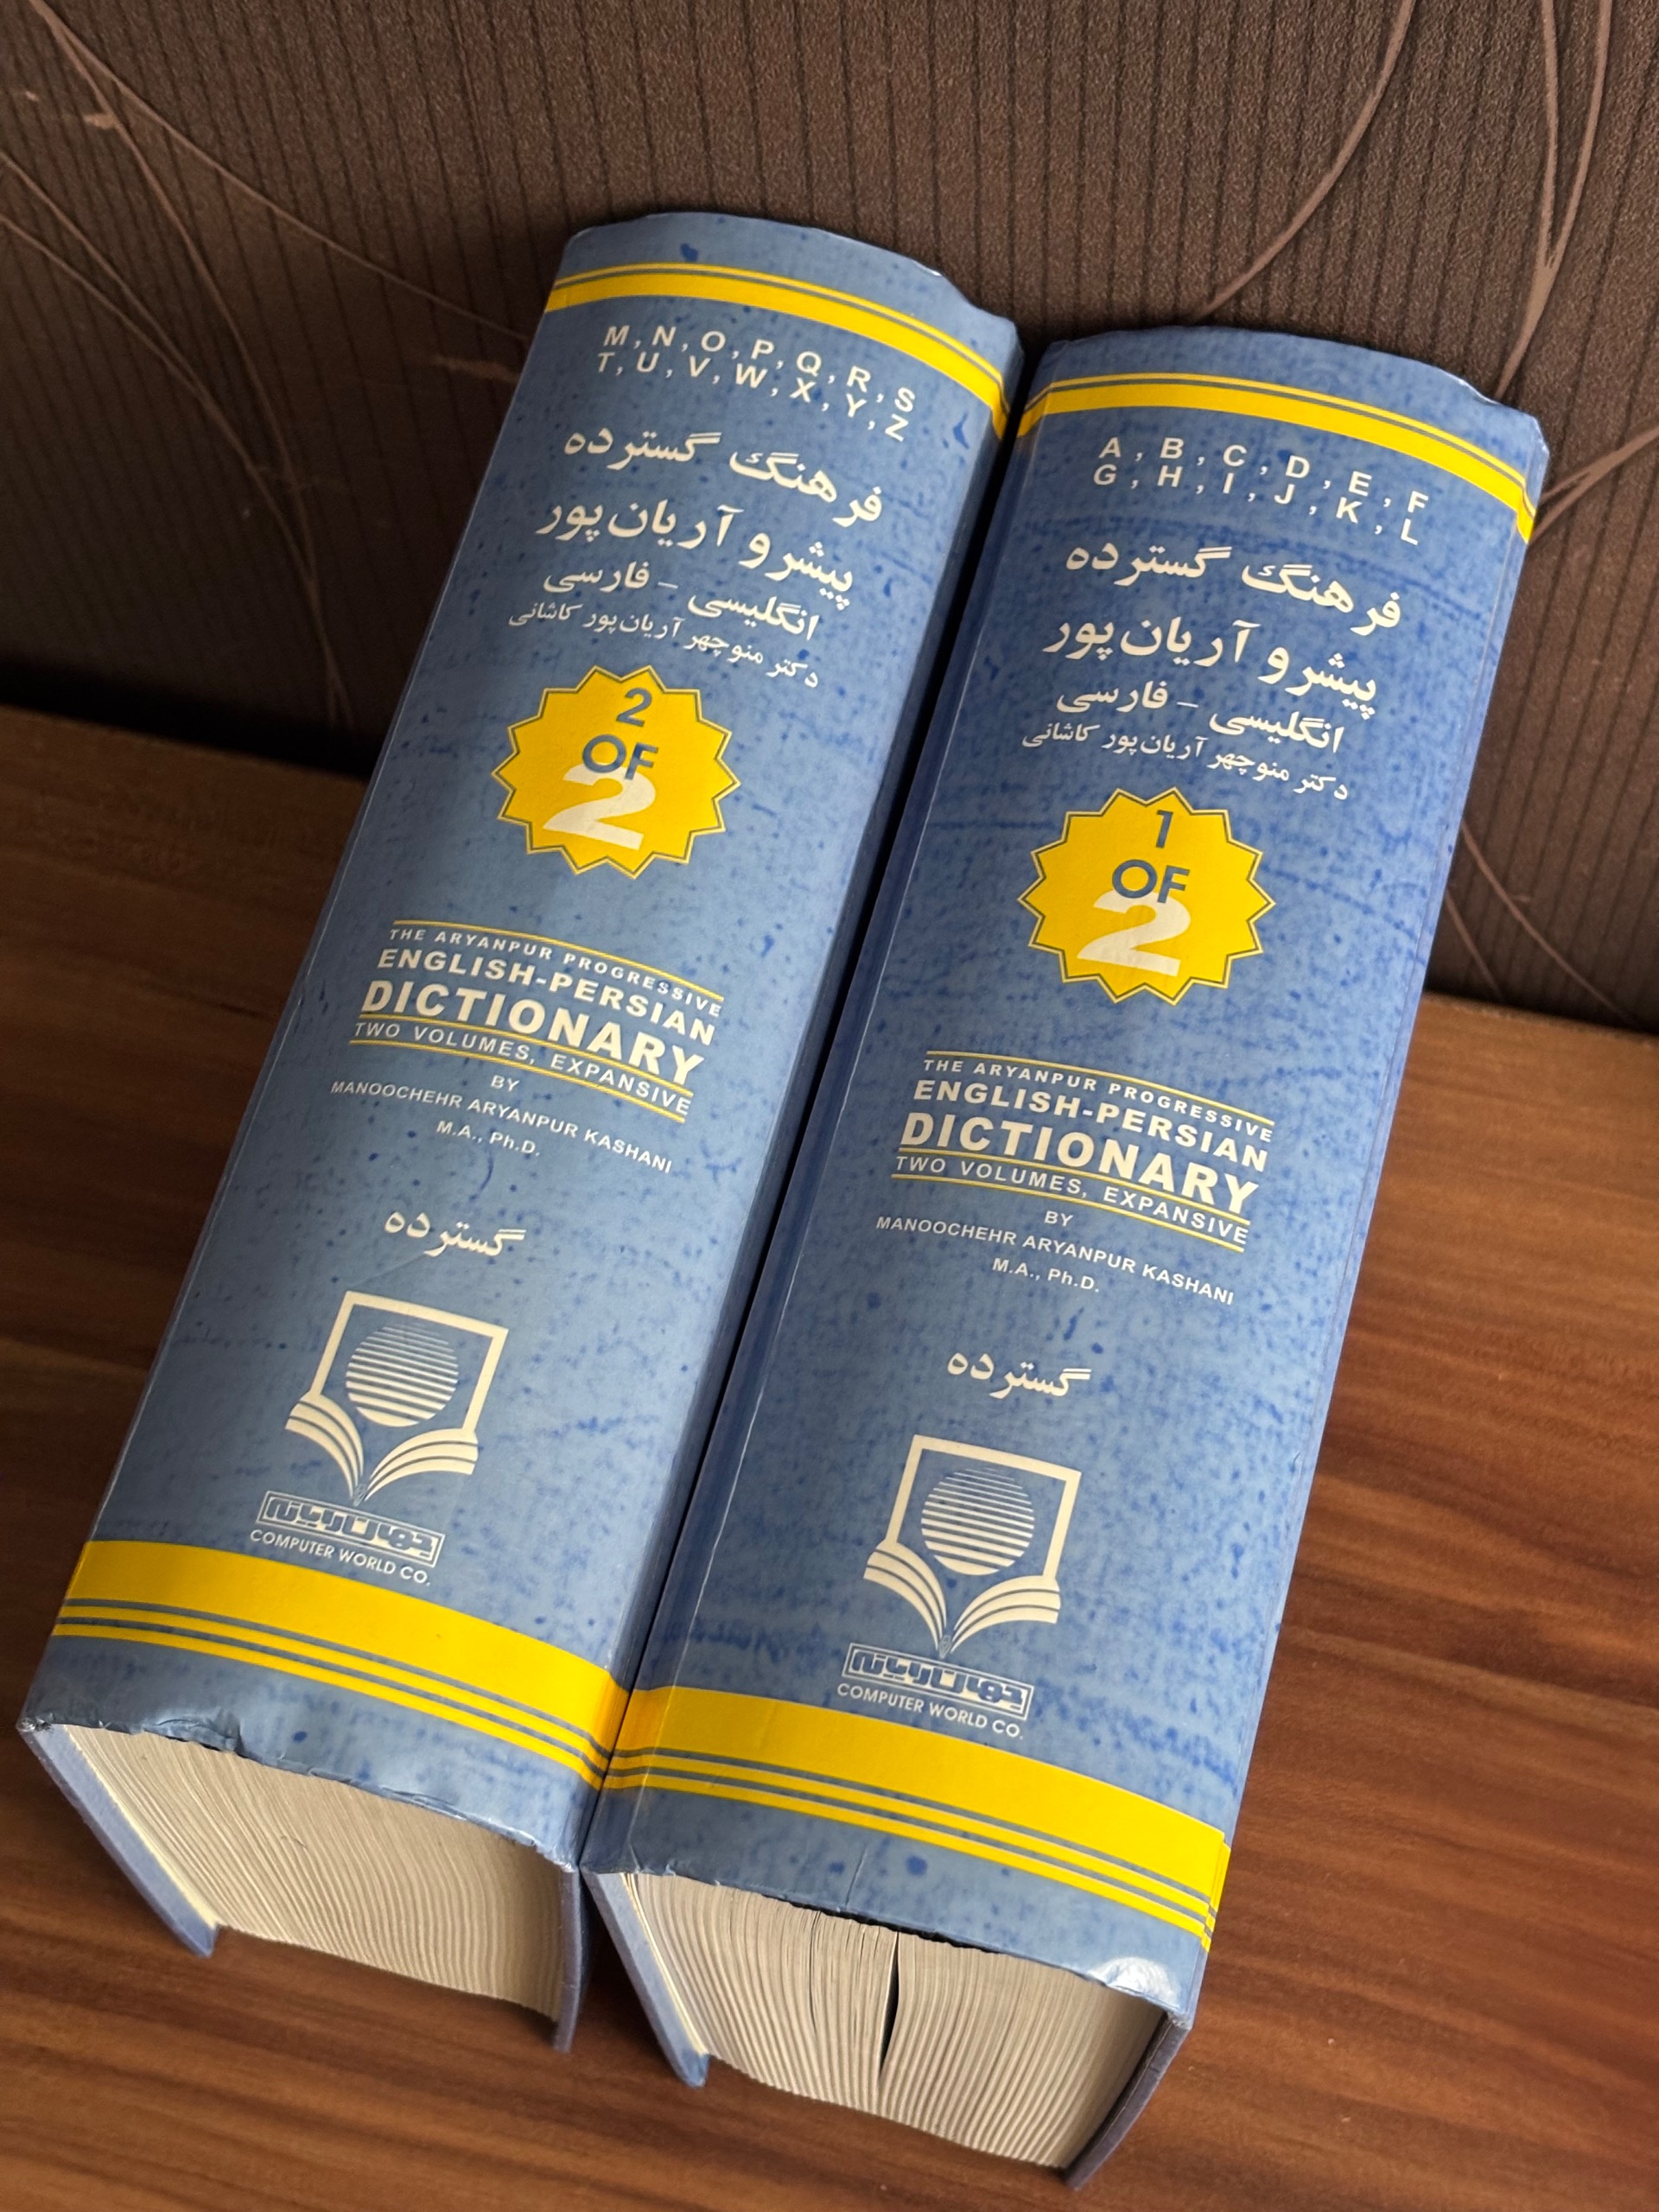 M, N, O, P, Q, R, S
T, U, V, W, X, Y, Z
فرهنگ گسترده
پیشرو آریان‌پور
انگلیسی - فارسی
دکتر منوچهر آریان‌پور کاشانی
2
OF
2
THE ARYANPUR PROGRESSIVE
ENGLISH-PERSIAN
DICTIONARY
TWO VOLUMES, EXPANSIVE
BY
MANOOCHEHR ARYANPUR KASHANI
M.A., Ph.D.
گسترده
جهان رایانه
COMPUTER WORLD CO.
A, B, C, D, E, F
G, H, I, J, K, L
فرهنگ گسترده
پیشرو آریان‌پور
انگلیسی - فارسی
دکتر منوچهر آریان‌پور کاشانی
1
OF
2
THE ARYANPUR PROGRESSIVE
ENGLISH-PERSIAN
DICTIONARY
TWO VOLUMES, EXPANSIVE
BY
MANOOCHEHR ARYANPUR KASHANI
M.A., Ph.D.
گسترده
جهان رایانه
COMPUTER WORLD CO.